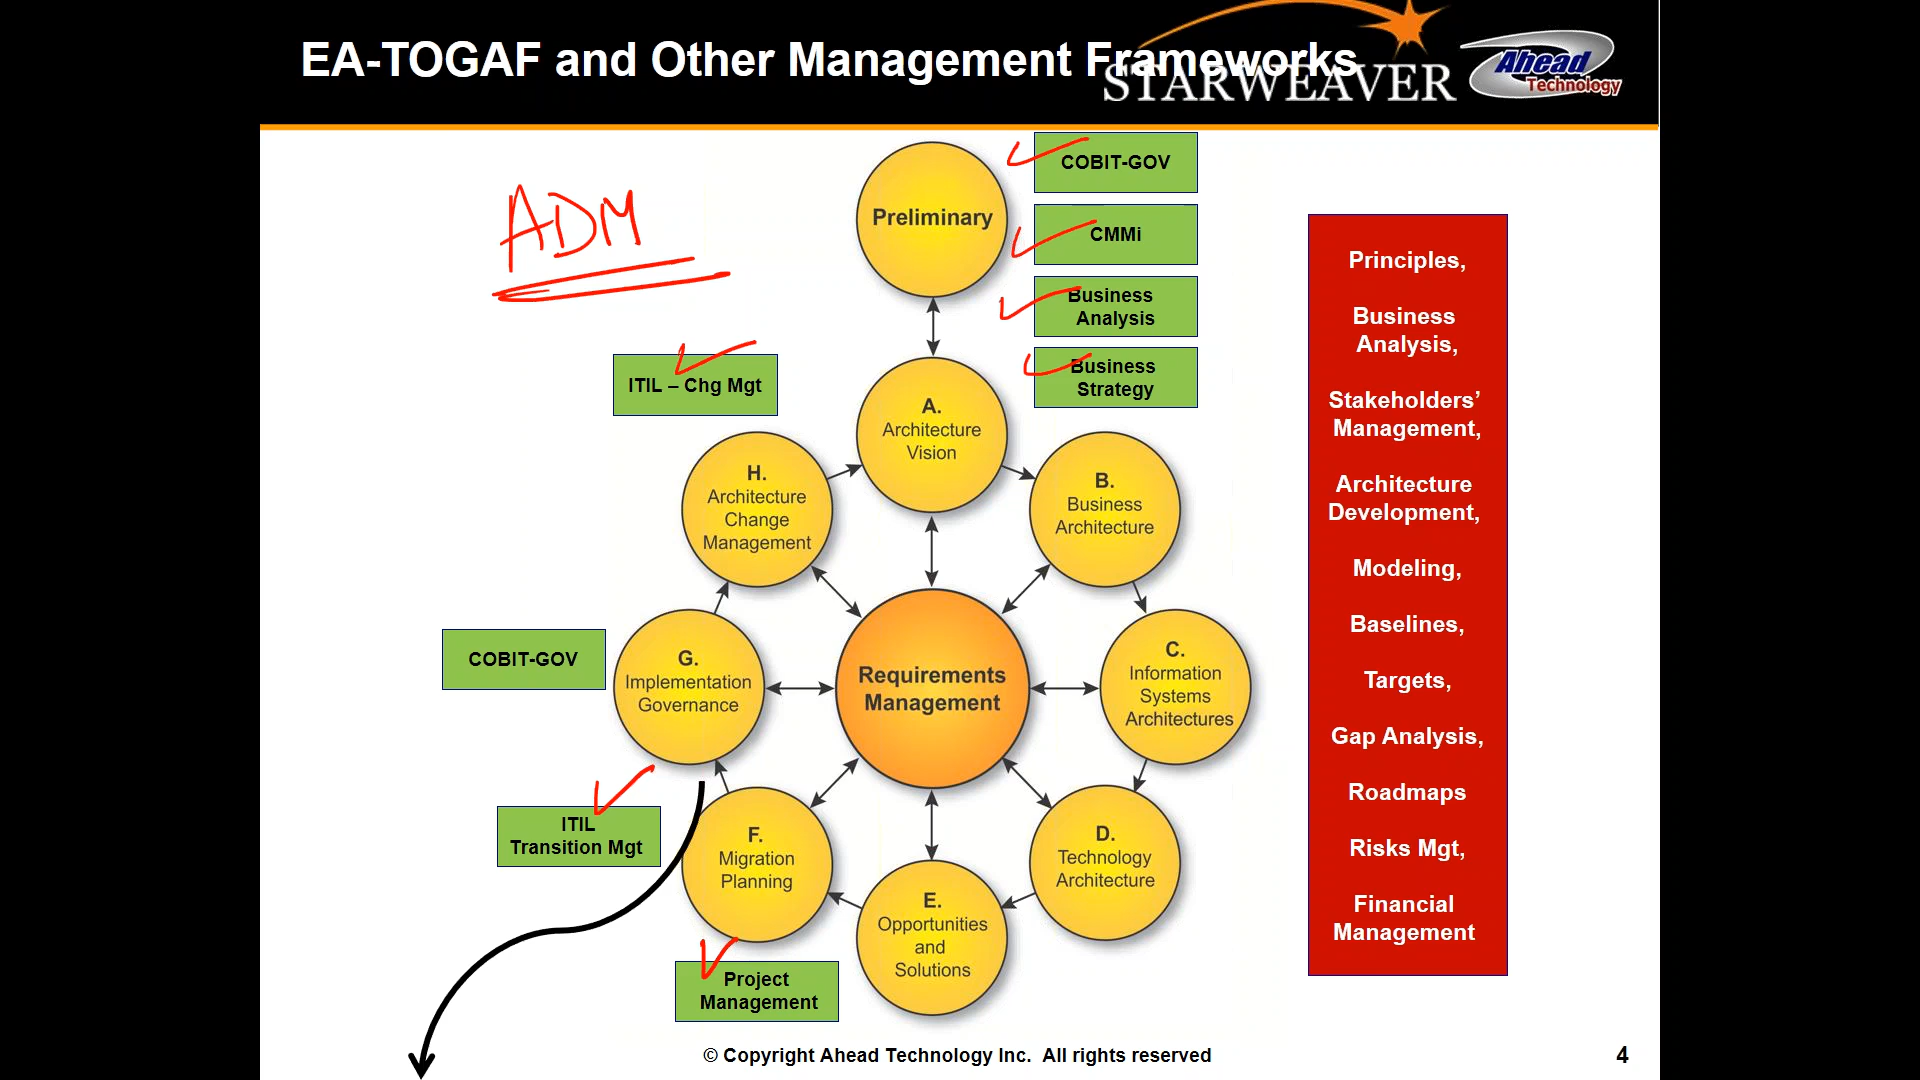 EA-TOGAF and Other Management Frameworks
STARWEAVER
Ahead
Technology
ADM
Preliminary
COBIT-GOV
CMMi
Business
Analysis
Business
Strategy
ITIL – Chg Mgt
A.
Architecture
Vision
H.
Architecture
Change
Management
B.
Business
Architecture
COBIT-GOV
G.
Implementation
Governance
Requirements
Management
C.
Information
Systems
Architectures
ITIL
Transition Mgt
F.
Migration
Planning
D.
Technology
Architecture
E.
Opportunities
and
Solutions
Project
Management
Principles,
Business
Analysis,
Stakeholders’
Management,
Architecture
Development,
Modeling,
Baselines,
Targets,
Gap Analysis,
Roadmaps
Risks Mgt,
Financial
Management
© Copyright Ahead Technology Inc. All rights reserved
4